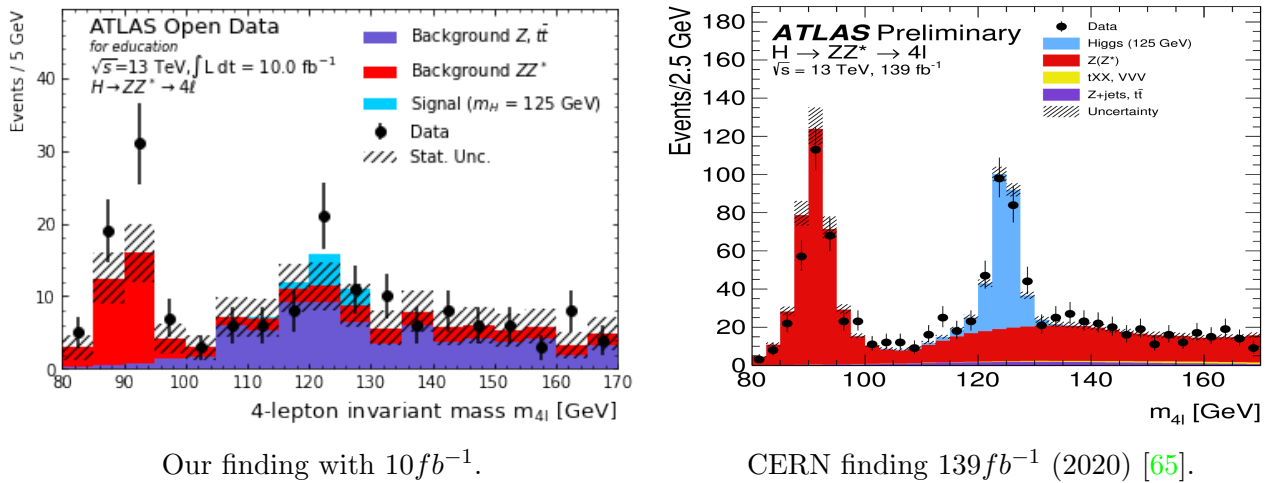 ATLAS Open Data
for education
√s=13 TeV,∫L dt = 10.0 fb⁻¹
H→ZZ*→4ℓ
Background Z, tt̄
Background ZZ*
Signal (m_H = 125 GeV)
Data
Stat. Unc.
Events / 5 GeV
40
30
20
10
0
80 90 100 110 120 130 140 150 160 170
4-lepton invariant mass m_4l [GeV]
Our finding with 10fb⁻¹.
ATLAS Preliminary
H → ZZ* → 4l
√s = 13 TeV, 139 fb⁻¹
Data
Higgs (125 GeV)
Z(Z*)
tXX, VVV
Z+jets, tt̄
Uncertainty
Events/2.5 GeV
180
160
140
120
100
80
60
40
20
0
80 100 120 140 160
m_4l [GeV]
CERN finding 139fb⁻¹ (2020) [65].